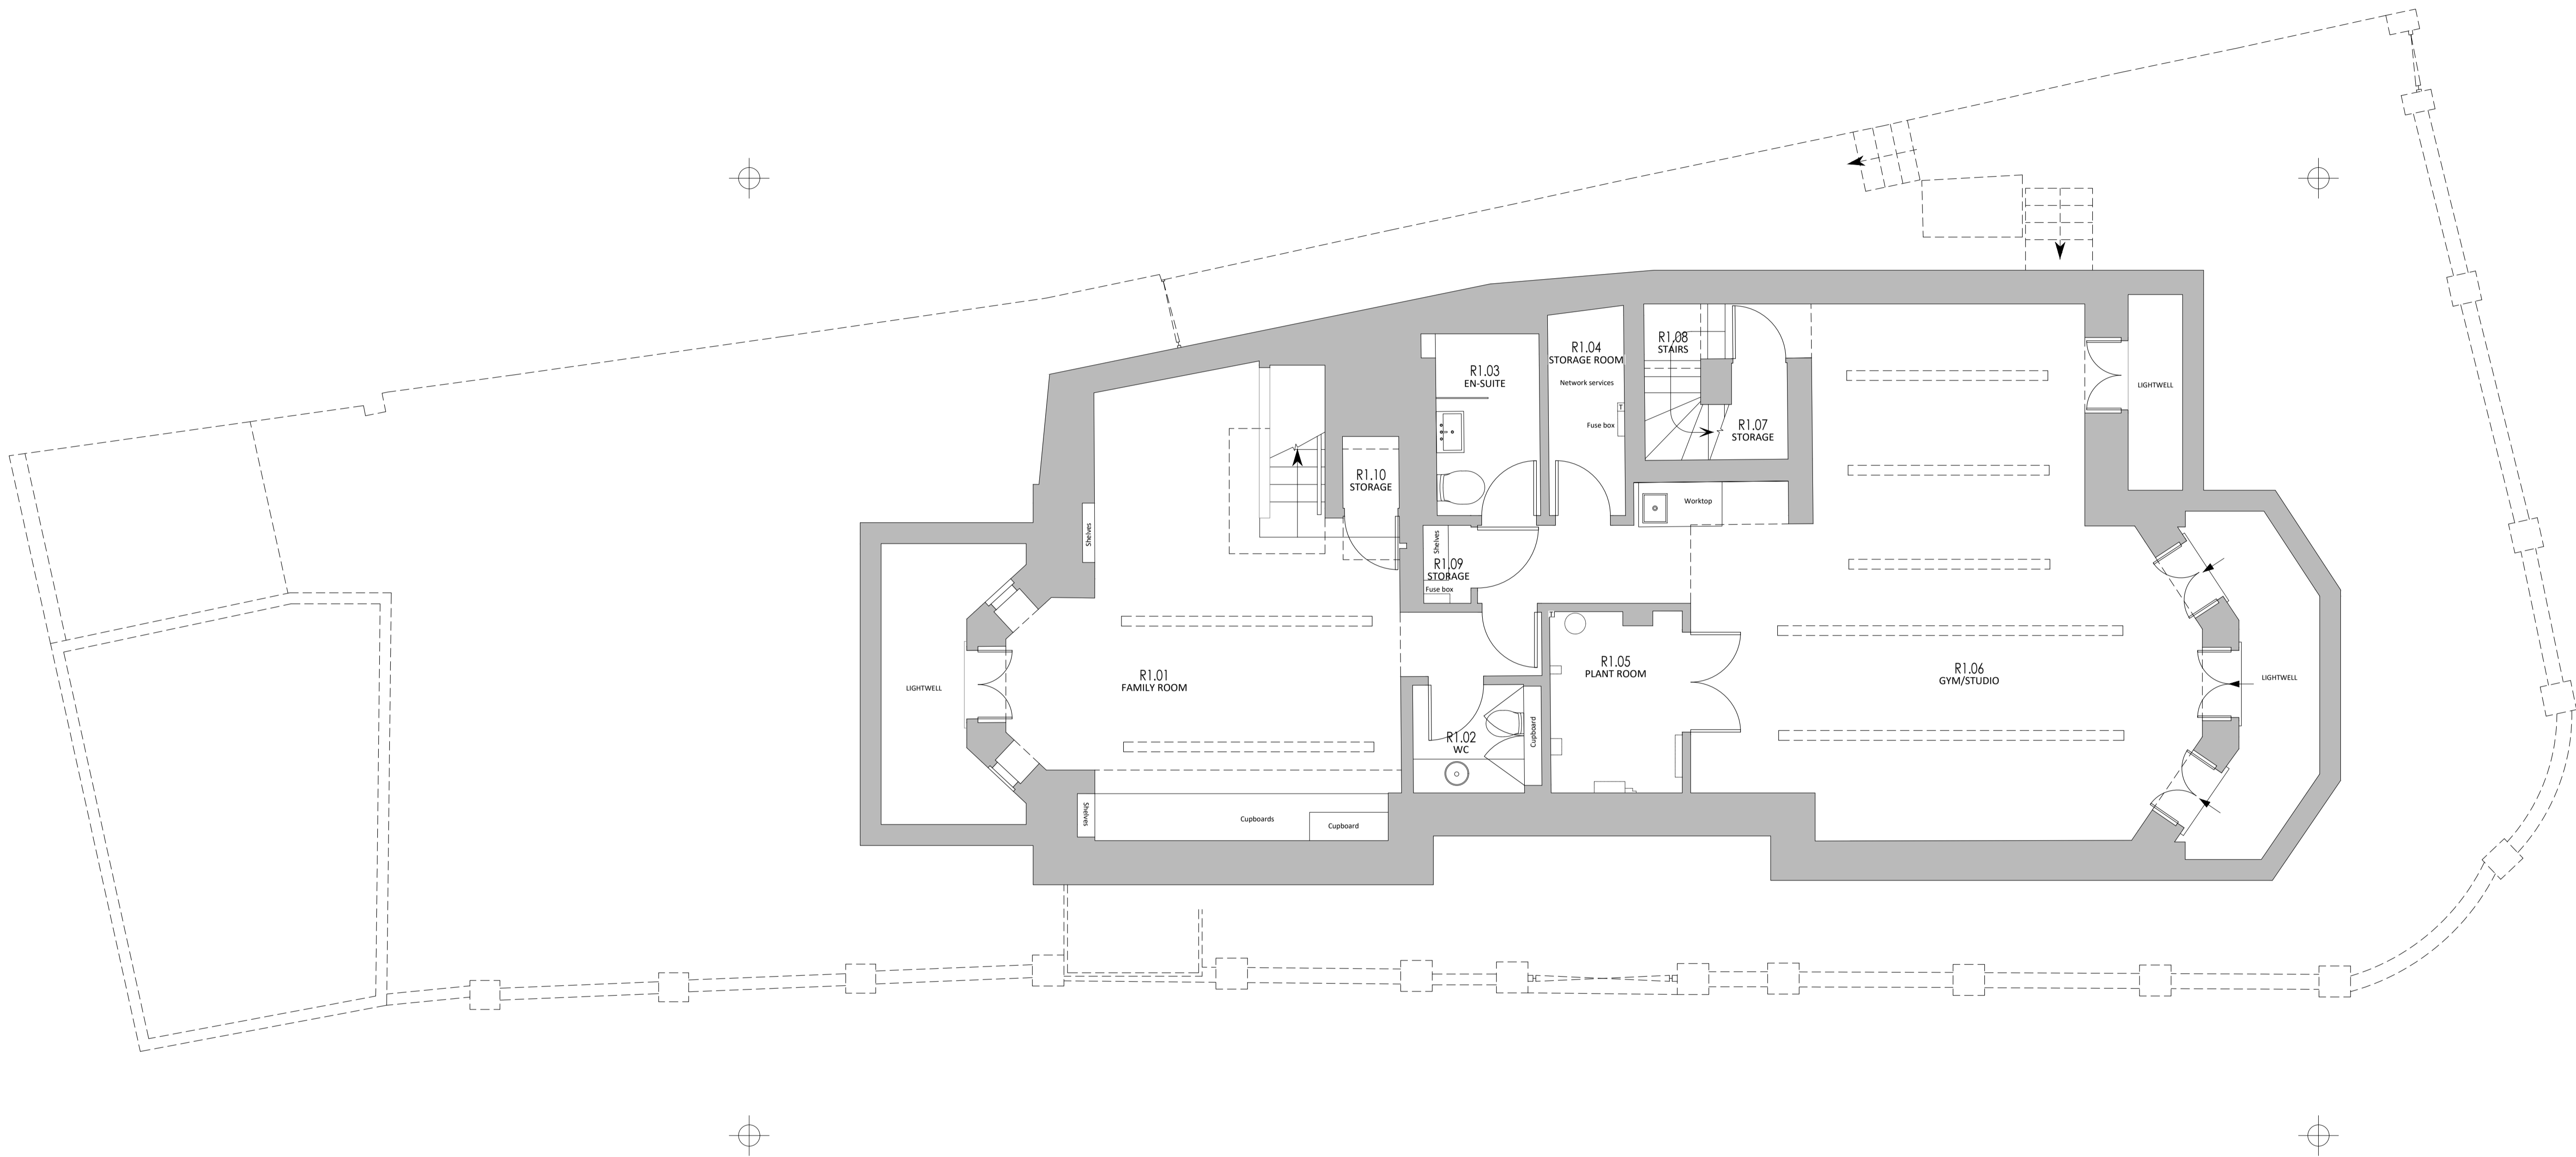 R1.08
STAIRS
R1.04
STORAGE ROOM
Network services
T
Fuse box
R1.03
EN-SUITE
LIGHTWELL
R1.07
STORAGE
R1.10
STORAGE
Worktop
Shelves
Shelves
R1.09
STORAGE
Fuse box
T
R1.05
PLANT ROOM
R1.06
GYM/STUDIO
LIGHTWELL
R1.01
FAMILY ROOM
LIGHTWELL
R1.02
WC
Cupboard
Shelves
Cupboards
Cupboard